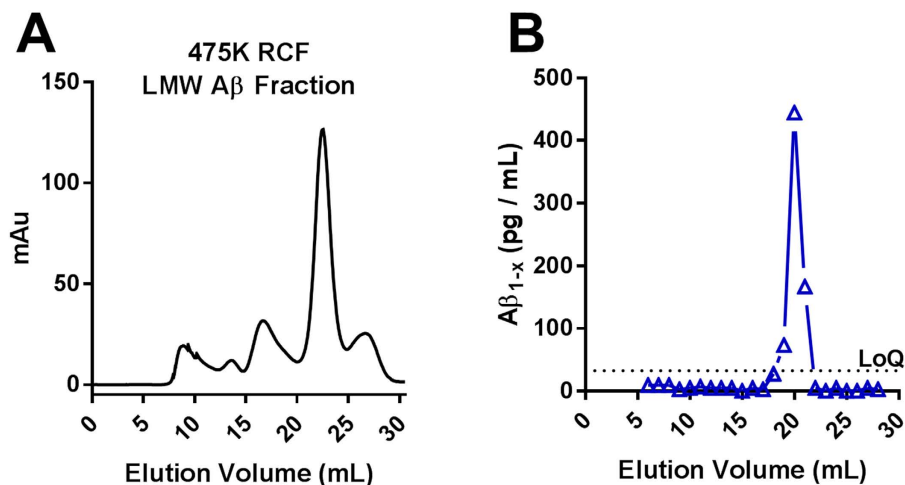 A
475K RCF
LMW Aβ Fraction
150
100
50
0
mAu
0
5
10
15
20
25
30
Elution Volume (mL)
B
500
400
300
200
100
0
Aβ1-x (pg / mL)
LoQ
0
5
10
15
20
25
30
Elution Volume (mL)